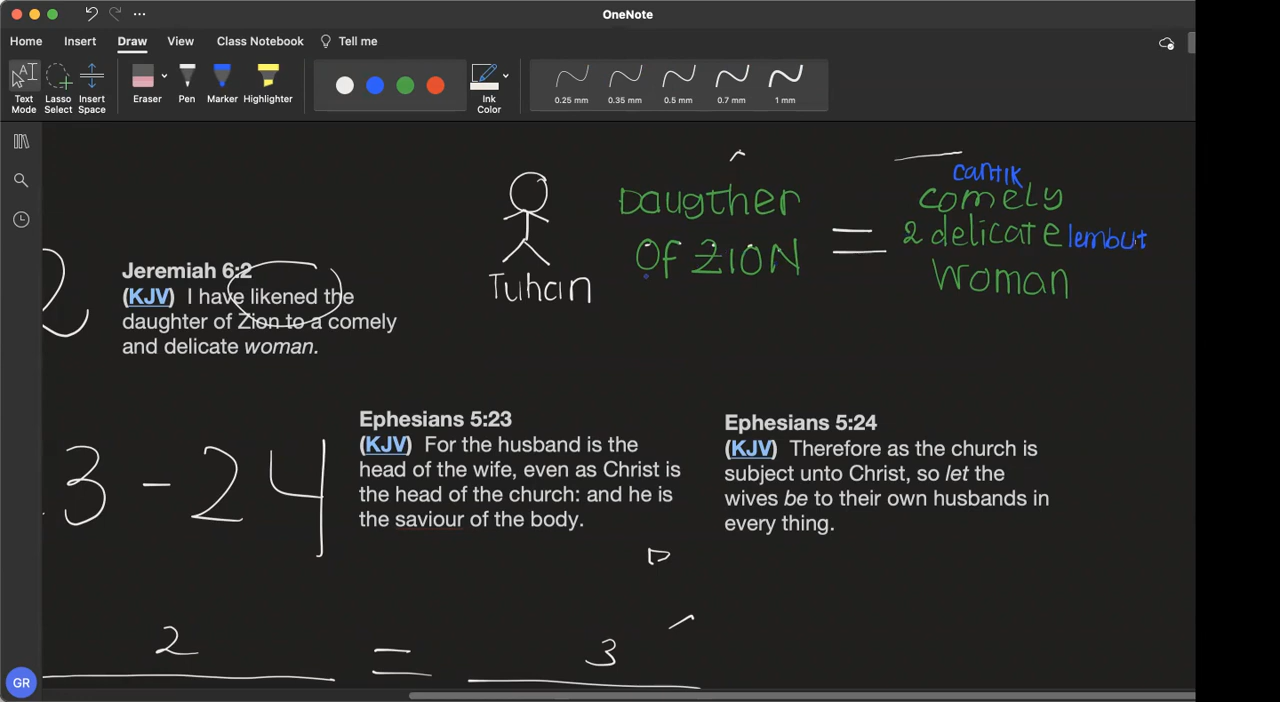 OneNote
Home Insert Draw View Class Notebook Tell me
Text Mode
Lasso Select
Insert Space
Eraser
Pen
Marker
Highlighter
Ink Color
0.25 mm 0.35 mm 0.5 mm 0.7 mm 1 mm
cantik
Daugther
comely
Of ZION
=
2 delicate lembut
woman
Tuhan
2
Jeremiah 6:2
(KJV) I have likened the
daughter of Zion to a comely
and delicate woman.
3 - 24
Ephesians 5:23
(KJV) For the husband is the
head of the wife, even as Christ is
the head of the church: and he is
the saviour of the body.
Ephesians 5:24
(KJV) Therefore as the church is
subject unto Christ, so let the
wives be to their own husbands in
every thing.
2 = 3
GR